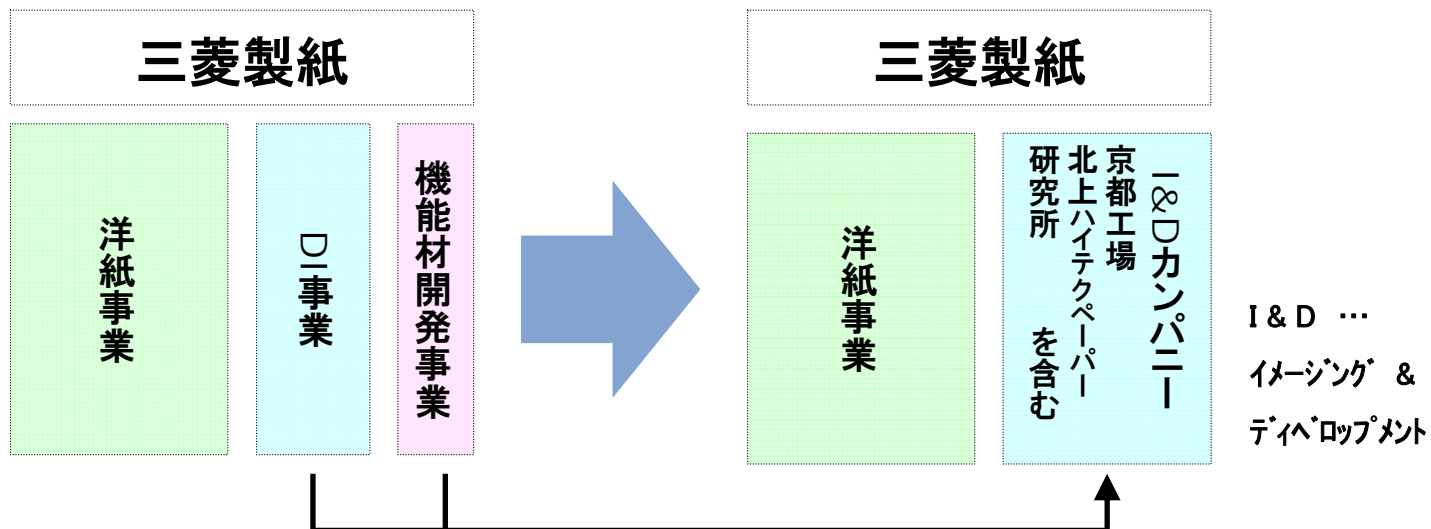 三菱製紙
洋紙事業
DI事業
機能材開発事業
三菱製紙
洋紙事業
I&Dカンパニー
京都工場
北上ハイテクペーパー
研究所　　を含む
I & D …
ｲﾒｰｼﾞﾝｸﾞ &
ﾃﾞｨﾍﾞﾛｯﾌﾟﾒﾝﾄ